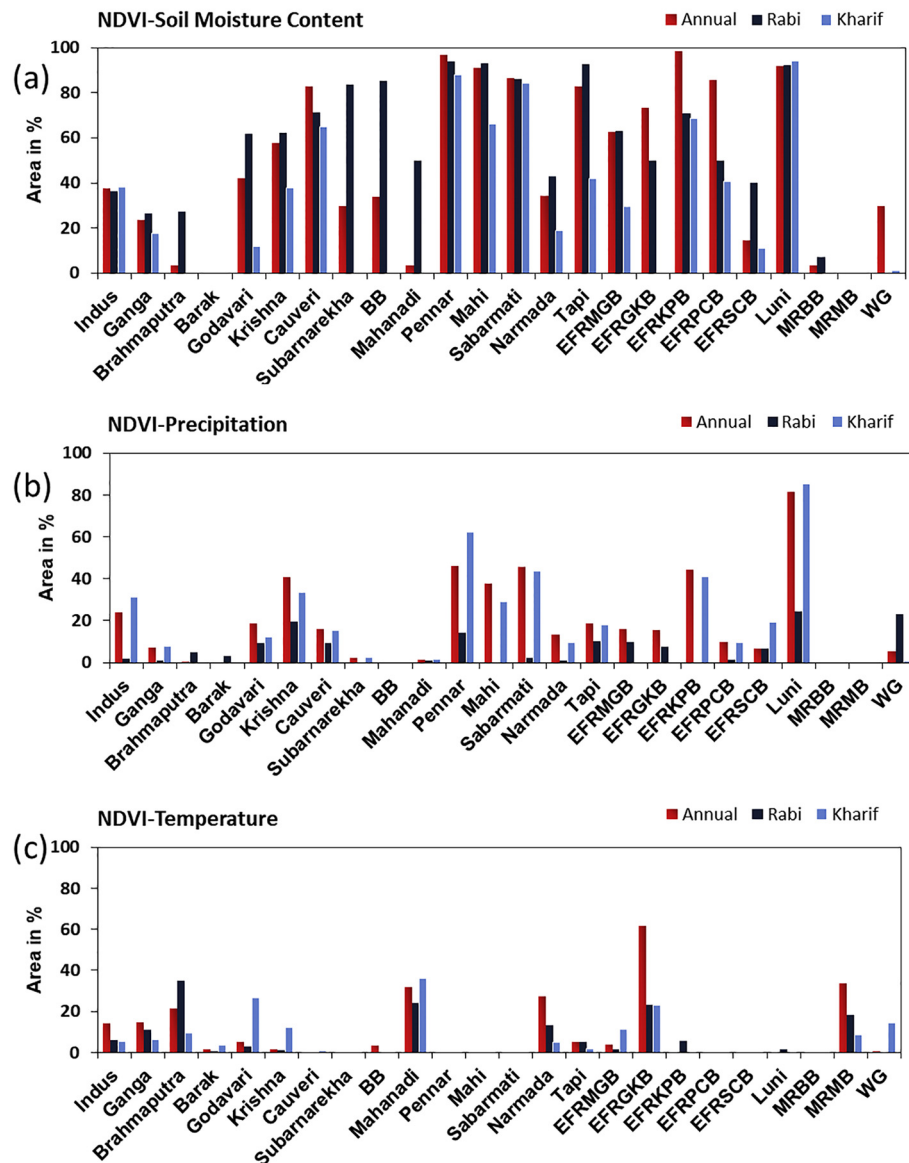 NDVI-Soil Moisture Content
Annual Rabi Kharif
(a)
Area in %
100
80
60
40
20
0
Indus
Ganga
Brahmaputra
Barak
Godavari
Krishna
Cauveri
Subarnarekha
BB
Mahanadi
Pennar
Mahi
Sabarmati
Narmada
Tapi
EFRMGB
EFRGKB
EFRKPB
EFRPCB
EFRSCB
Luni
MRBB
MRMB
WG
NDVI-Precipitation
Annual Rabi Kharif
(b)
Area in %
100
80
60
40
20
0
Indus
Ganga
Brahmaputra
Barak
Godavari
Krishna
Cauveri
Subarnarekha
BB
Mahanadi
Pennar
Mahi
Sabarmati
Narmada
Tapi
EFRMGB
EFRGKB
EFRKPB
EFRPCB
EFRSCB
Luni
MRBB
MRMB
WG
NDVI-Temperature
Annual Rabi Kharif
(c)
Area in %
100
80
60
40
20
0
Indus
Ganga
Brahmaputra
Barak
Godavari
Krishna
Cauveri
Subarnarekha
BB
Mahanadi
Pennar
Mahi
Sabarmati
Narmada
Tapi
EFRMGB
EFRGKB
EFRKPB
EFRPCB
EFRSCB
Luni
MRBB
MRMB
WG